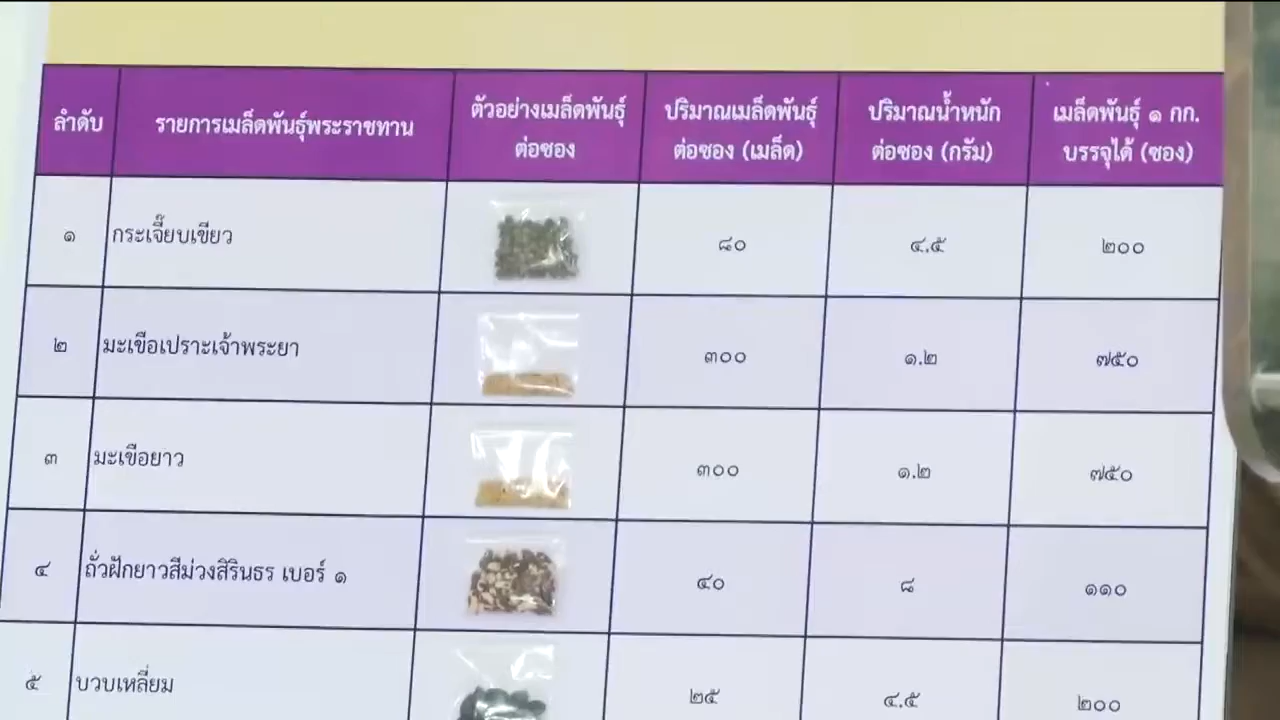 ลำดับ
รายการเมล็ดพันธุ์พระราชทาน
ตัวอย่างเมล็ดพันธุ์
ต่อซอง
ปริมาณเมล็ดพันธุ์
ต่อซอง (เมล็ด)
ปริมาณน้ำหนัก
ต่อซอง (กรัม)
เมล็ดพันธุ์ ๑ กก.
บรรจุได้ (ซอง)
๑ กระเจี๊ยบเขียว ๘๐ ๔.๕ ๒๐๐
๒ มะเขือเปราะเจ้าพระยา ๓๐๐ ๑.๒ ๗๕๐
๓ มะเขือยาว ๓๐๐ ๑.๒ ๗๕๐
๔ ถั่วฝักยาวสีม่วงสิรินธร เบอร์ ๑ ๔๐ ๘ ๑๑๐
๕ บวบเหลี่ยม ๒๕ ๔.๕ ๒๐๐